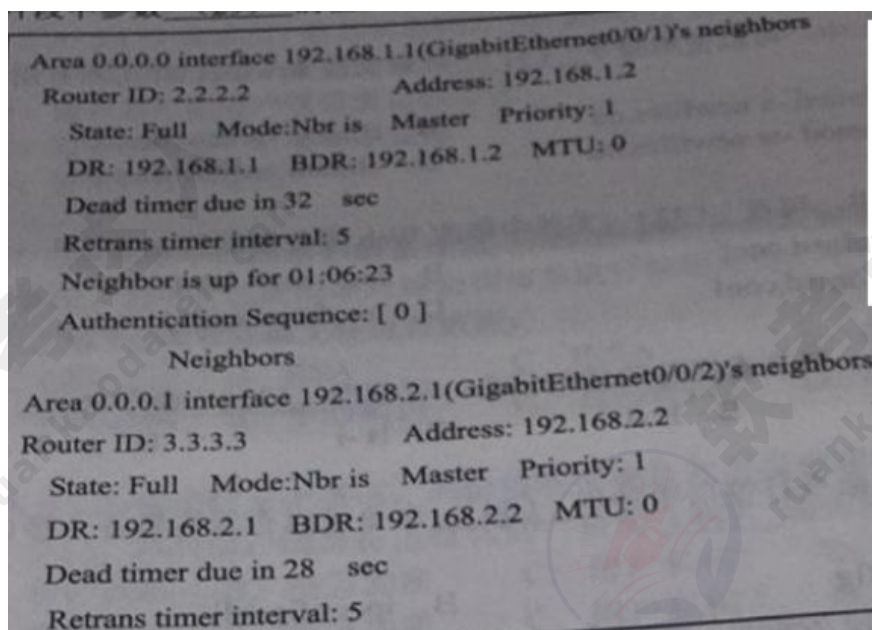 Area 0.0.0.0 interface 192.168.1.1(GigabitEthernet0/0/1)'s neighbors
Router ID: 2.2.2.2 Address: 192.168.1.2
State: Full Mode:Nbr is Master Priority: 1
DR: 192.168.1.1 BDR: 192.168.1.2 MTU: 0
Dead timer due in 32 sec
Retrans timer interval: 5
Neighbor is up for 01:06:23
Authentication Sequence: [ 0 ]
Neighbors
Area 0.0.0.1 interface 192.168.2.1(GigabitEthernet0/0/2)'s neighbors
Router ID: 3.3.3.3 Address: 192.168.2.2
State: Full Mode:Nbr is Master Priority: 1
DR: 192.168.2.1 BDR: 192.168.2.2 MTU: 0
Dead timer due in 28 sec
Retrans timer interval: 5